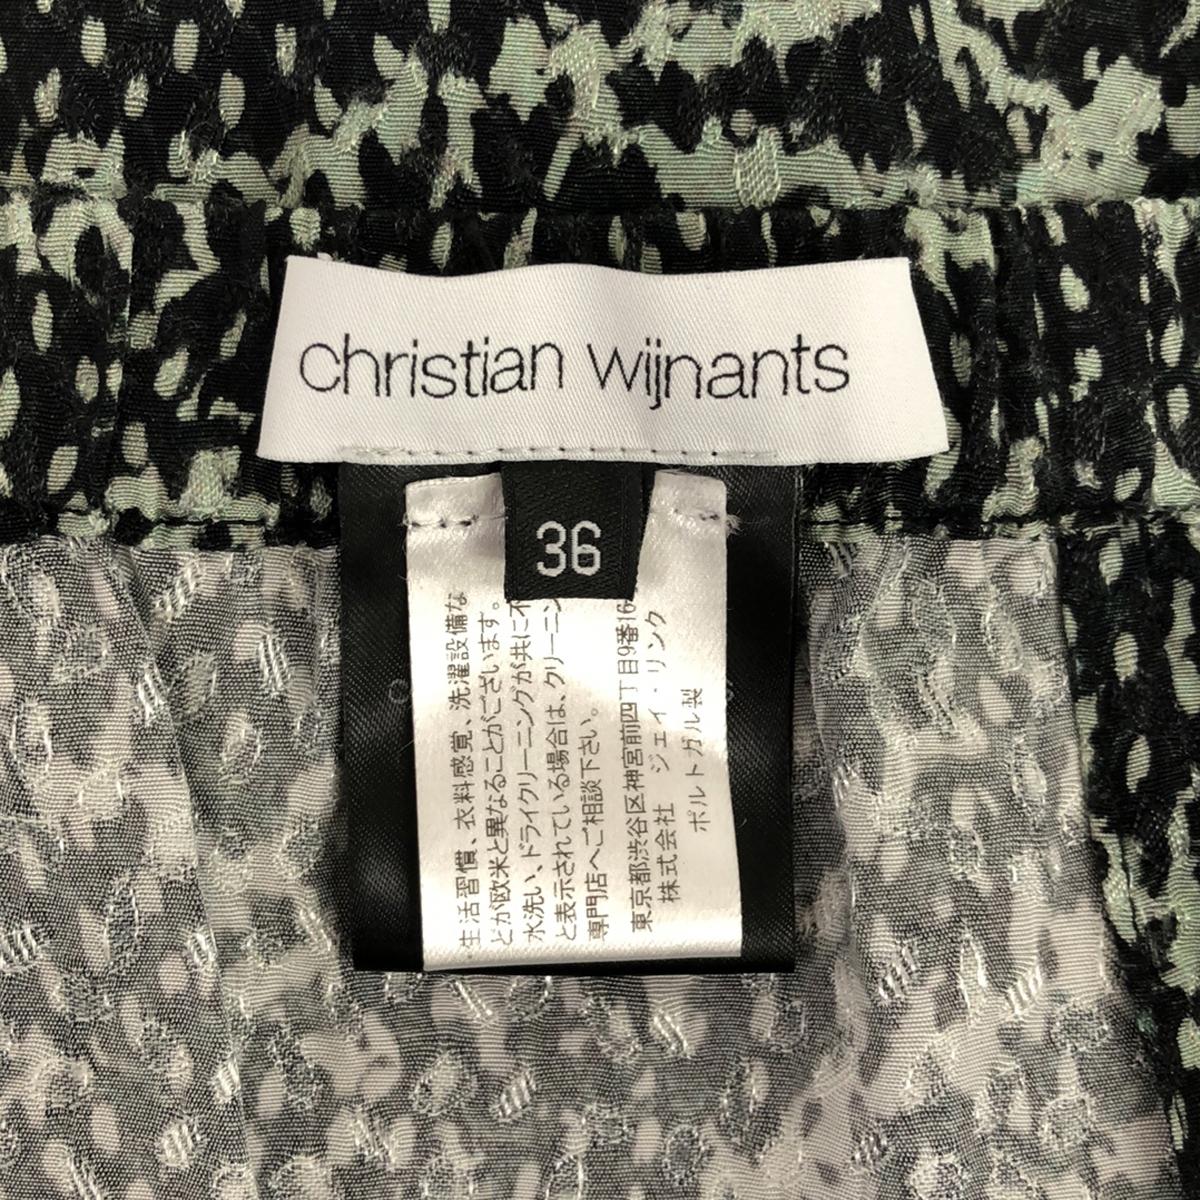 christian wijnants
36
生活習慣、衣料感覚、洗濯設備な
どが欧米と異なることがございます。
水洗い、ドライクリーニングが共に不
と表示されている場合は、クリーニン
専門店へご相談下さい。
東京都渋谷区神宮前四丁目9番16
株式会社 ジェイ・リンク
ポルトガル製